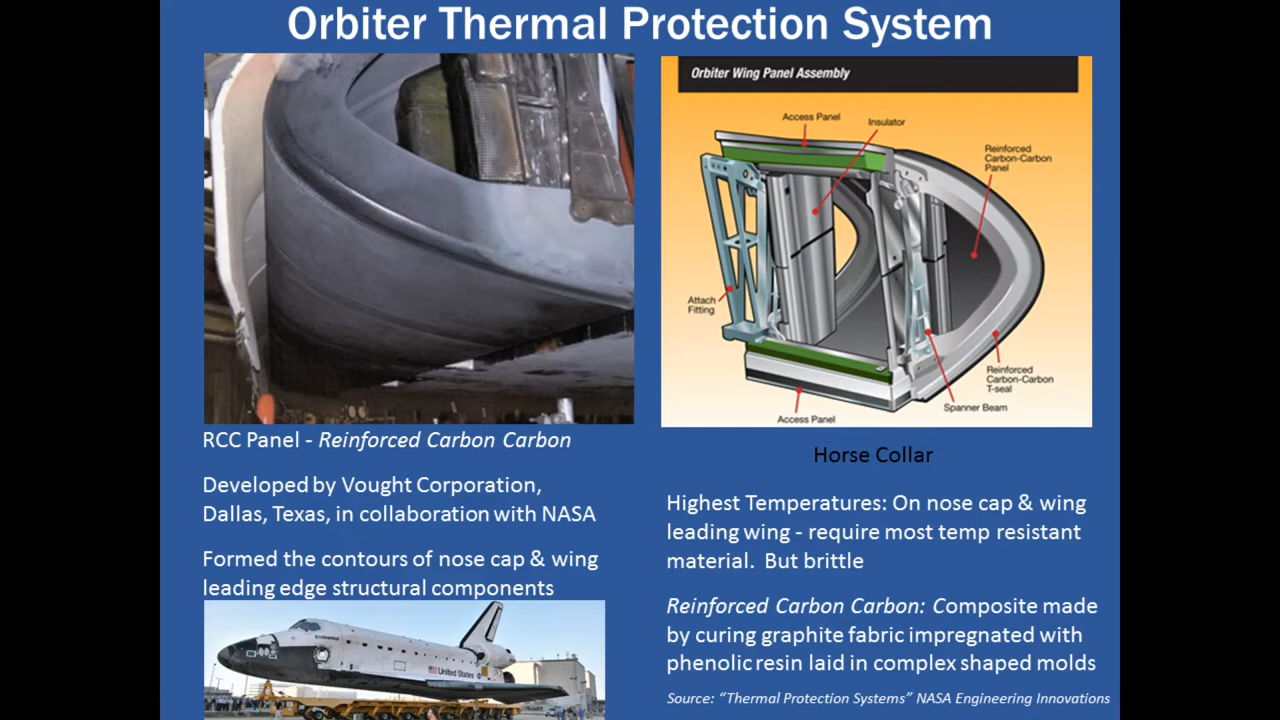 Orbiter Thermal Protection System
Orbiter Wing Panel Assembly
Access Panel
Insulator
Reinforced
Carbon-Carbon
Panel
Attach
Fitting
Reinforced
Carbon-Carbon
T-seal
Spanner Beam
Access Panel
RCC Panel - Reinforced Carbon Carbon
Developed by Vought Corporation,
Dallas, Texas, in collaboration with NASA
Formed the contours of nose cap & wing
leading edge structural components
United States
Horse Collar
Highest Temperatures: On nose cap & wing
leading wing - require most temp resistant
material. But brittle
Reinforced Carbon Carbon: Composite made
by curing graphite fabric impregnated with
phenolic resin laid in complex shaped molds
Source: “Thermal Protection Systems” NASA Engineering Innovations